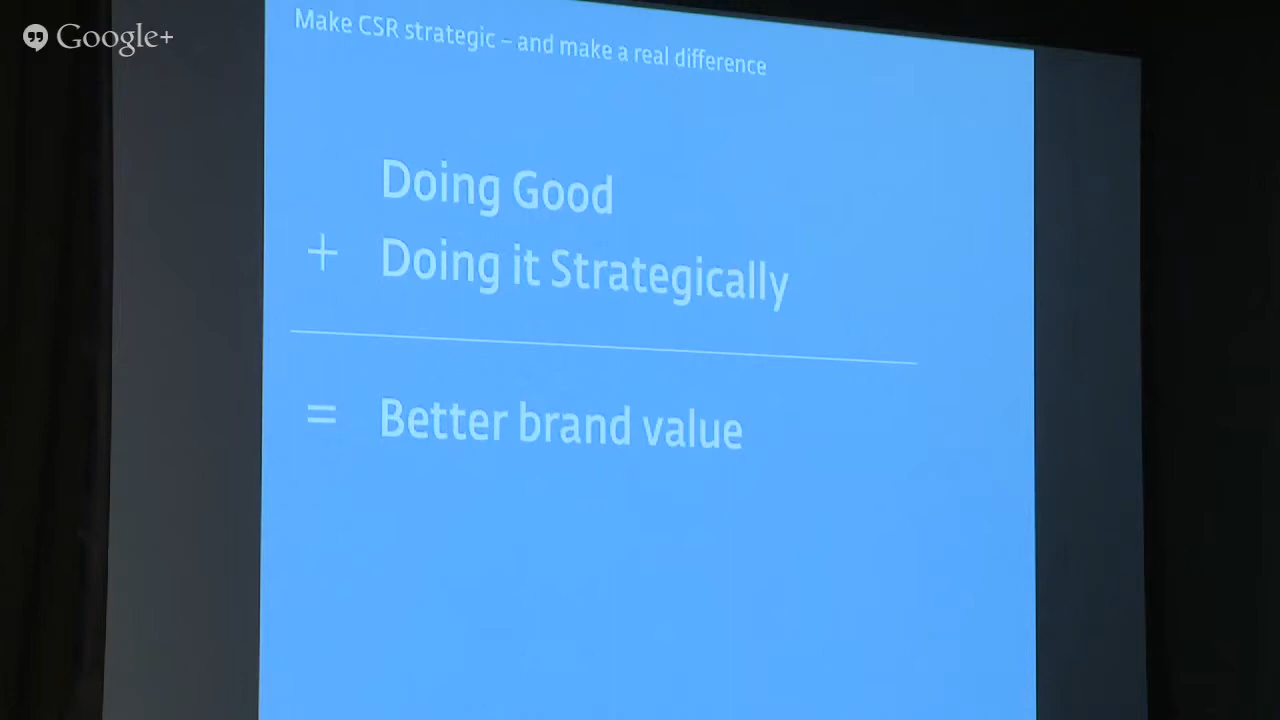 Google+
Make CSR strategic – and make a real difference
Doing Good
+ Doing it Strategically
= Better brand value